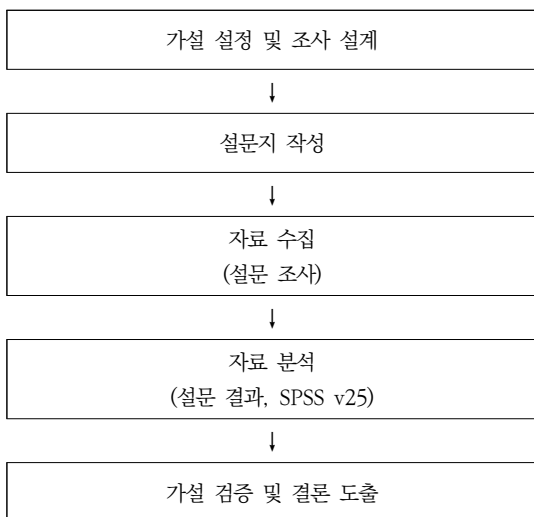 가설 설정 및 조사 설계
↓
설문지 작성
↓
자료 수집
(설문 조사)
↓
자료 분석
(설문 결과, SPSS v25)
↓
가설 검증 및 결론 도출